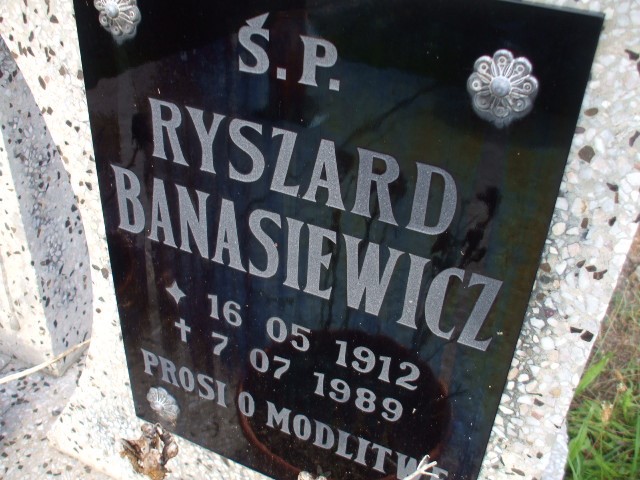 Ś.P.
RYSZARD
BANASIEWICZ
✦ 16 05 1912
✝ 7 07 1989
PROSI O MODLITWĘ